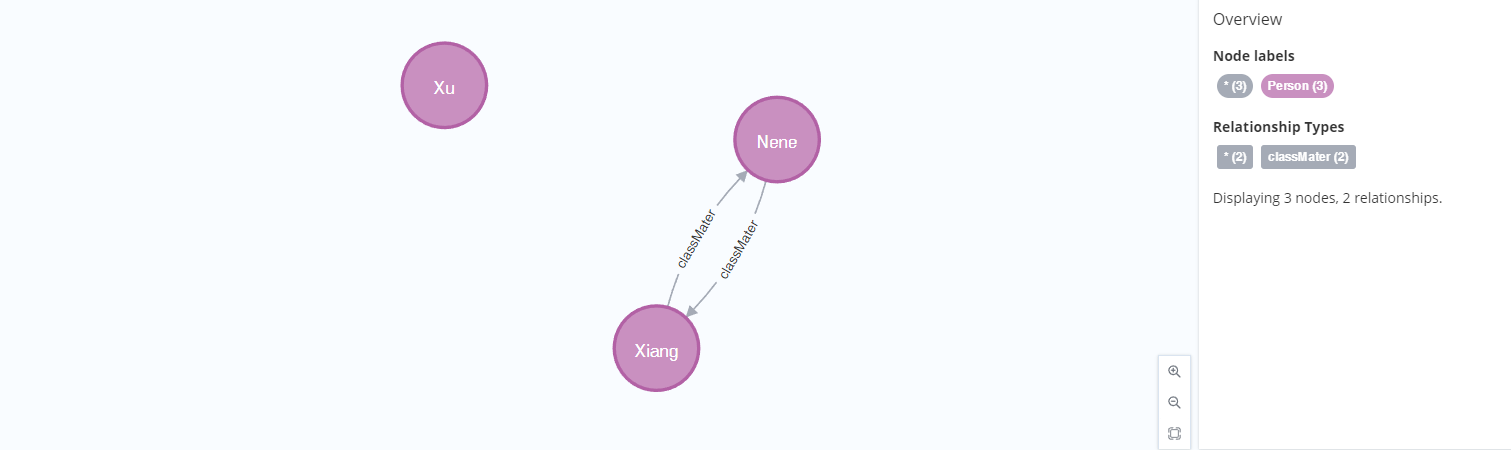 Xu
Nene
classMater
classMater
Xiang
Overview
Node labels
* (3) Person (3)
Relationship Types
* (2) classMater (2)
Displaying 3 nodes, 2 relationships.